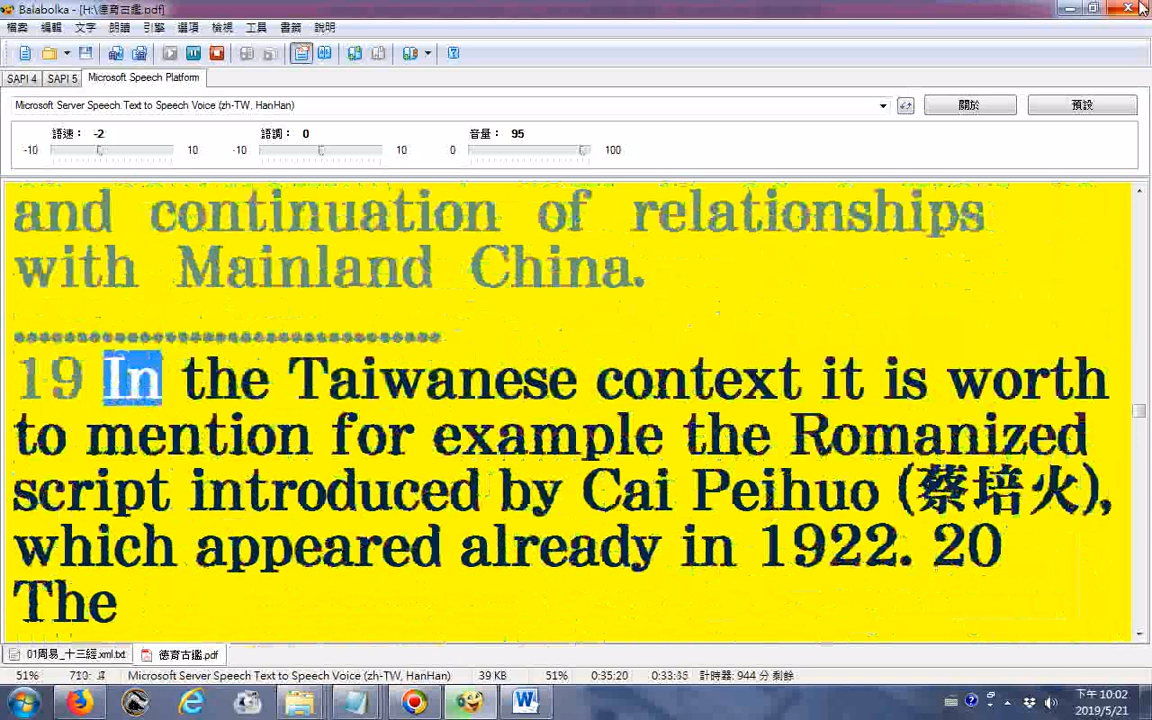 Balabolka - [H:\德育古鑑.pdf]
檔案 編輯 文字 朗讀 引擎 選項 檢視 工具 書籤 說明
SAPI 4 SAPI 5 Microsoft Speech Platform
Microsoft Server Speech Text to Speech Voice (zh-TW, HanHan) 關於 預設
語速： -2 語調： 0 音量： 95
-10 10 -10 10 0 100
and continuation of relationships
with Mainland China.
19 In the Taiwanese context it is worth
to mention for example the Romanized
script introduced by Cai Peihuo (蔡培火),
which appeared already in 1922. 20
The
01周易_十三經.xml.txt 德育古鑑.pdf
51% Microsoft Server Speech Text to Speech Voice (zh-TW, HanHan) 39 KB 51% 0:35:20 計時器: 944 分 剩餘
下午 10:02
2019/5/21